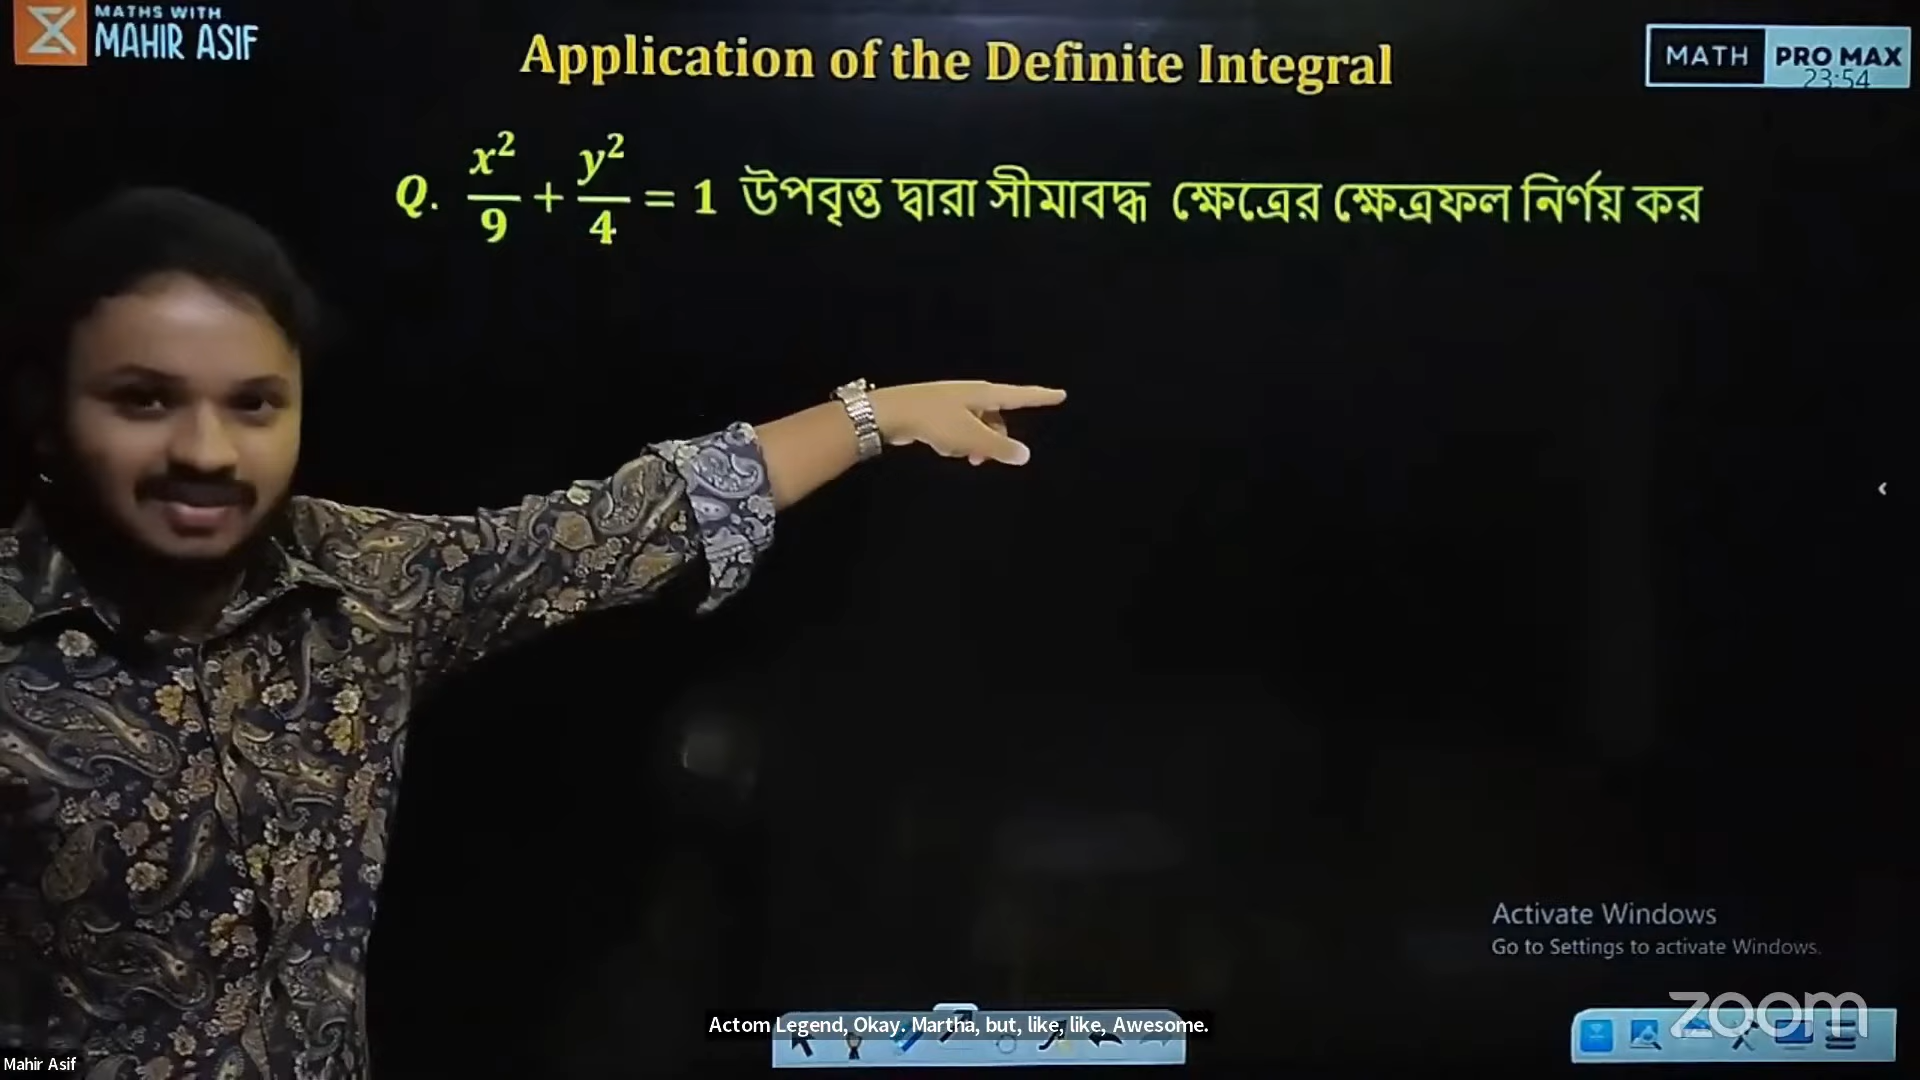 MATHS WITH
MAHIR ASIF
Application of the Definite Integral
MATH PRO MAX
23:54
Q. x²/9 + y²/4 = 1 উপবৃত্ত দ্বারা সীমাবদ্ধ ক্ষেত্রের ক্ষেত্রফল নির্ণয় কর
Activate Windows
Go to Settings to activate Windows.
zoom
Actom Legend, Okay. Martha, but, like, like, Awesome.
Mahir Asif